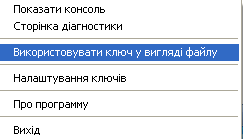 Показати консоль
Сторінка діагностики
Використовувати ключ у вигляді файлу
Налаштування ключів
Про программу
Вихід